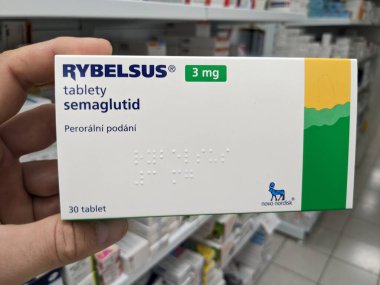 RYBELSUS® 3 mg
tablety
semaglutid
Perorální podání
30 tablet
novo nordisk®